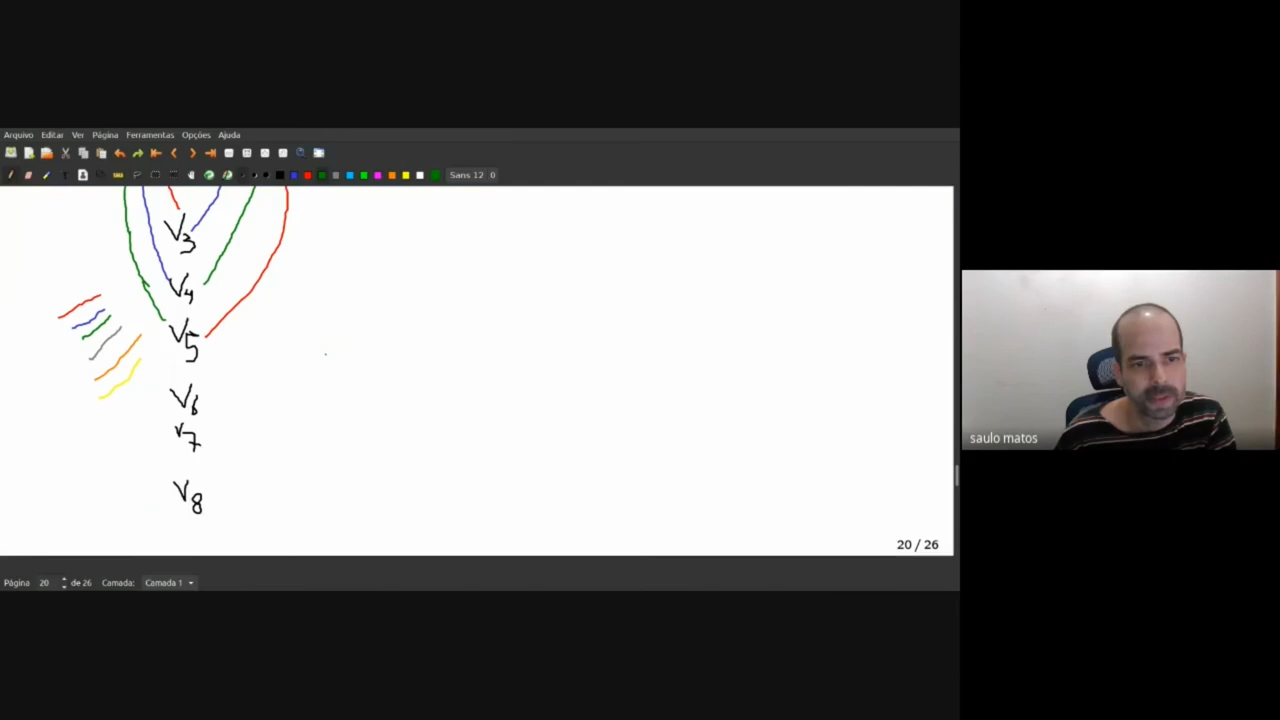 Arquivo Editar Ver Página Ferramentas Opções Ajuda
Sans 12 0
V3
V4
V5
V6
V7
V8
20 / 26
Página 20 de 26 Camada: Camada 1
saulo matos